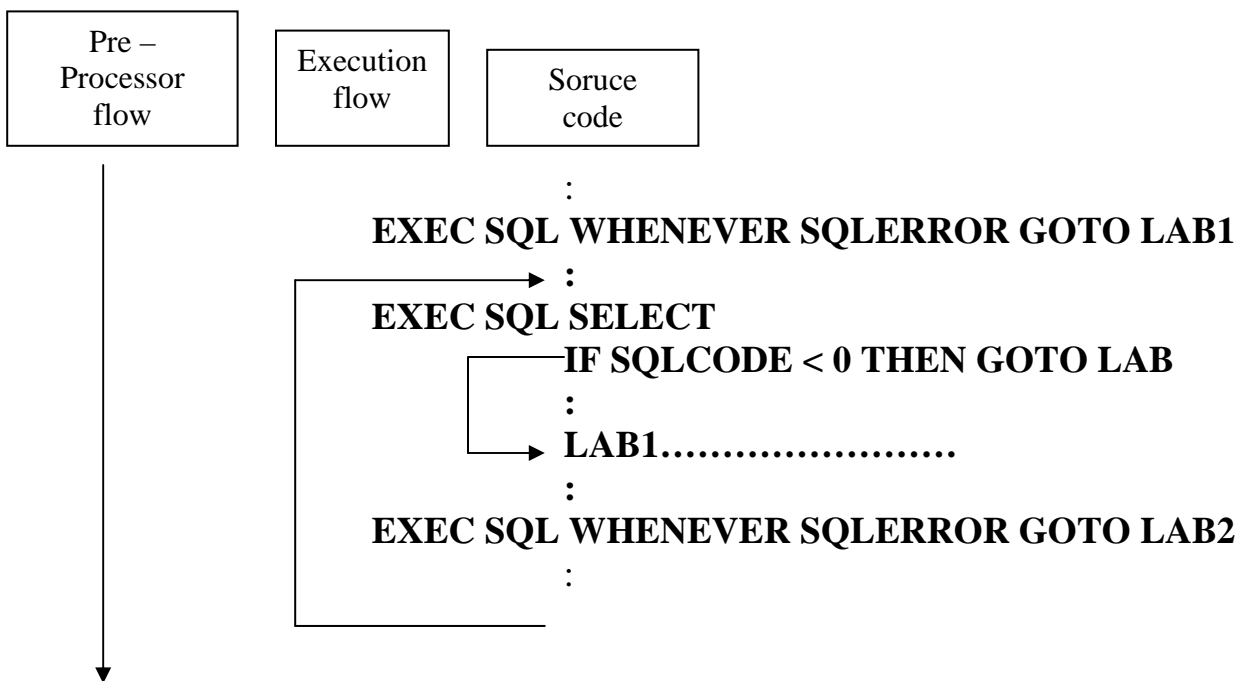 Pre –
Processor
flow
Execution
flow
Soruce
code
:
EXEC SQL WHENEVER SQLERROR GOTO LAB1
:
EXEC SQL SELECT
IF SQLCODE < 0 THEN GOTO LAB
:
LAB1........................
:
EXEC SQL WHENEVER SQLERROR GOTO LAB2
: